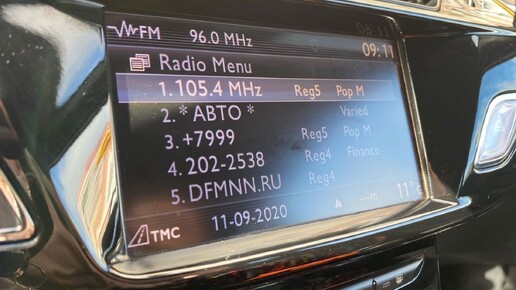 FM 96.0 MHz
09:11
Radio Menu
1. 105.4 MHz Reg5 Pop M
2. *АВТО* Varied
3. +7999 Reg5 Pop M
4. 202-2538 Reg4 Finance
5. DFMNN.RU Reg4
TMC 11-09-2020 11°